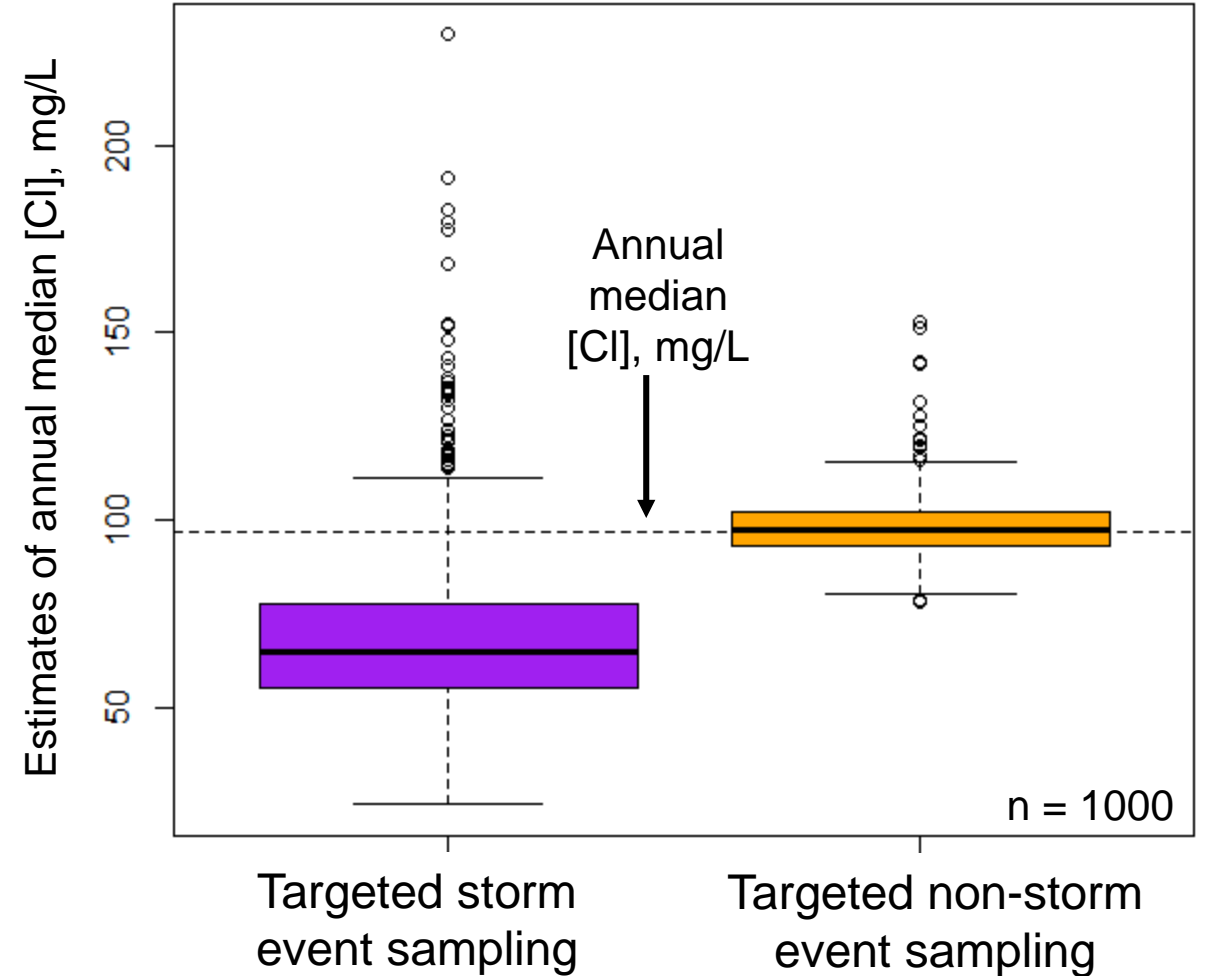 Estimates of annual median [Cl], mg/L
200
150
100
50
Annual
median
[Cl], mg/L
n = 1000
Targeted storm
event sampling
Targeted non-storm
event sampling